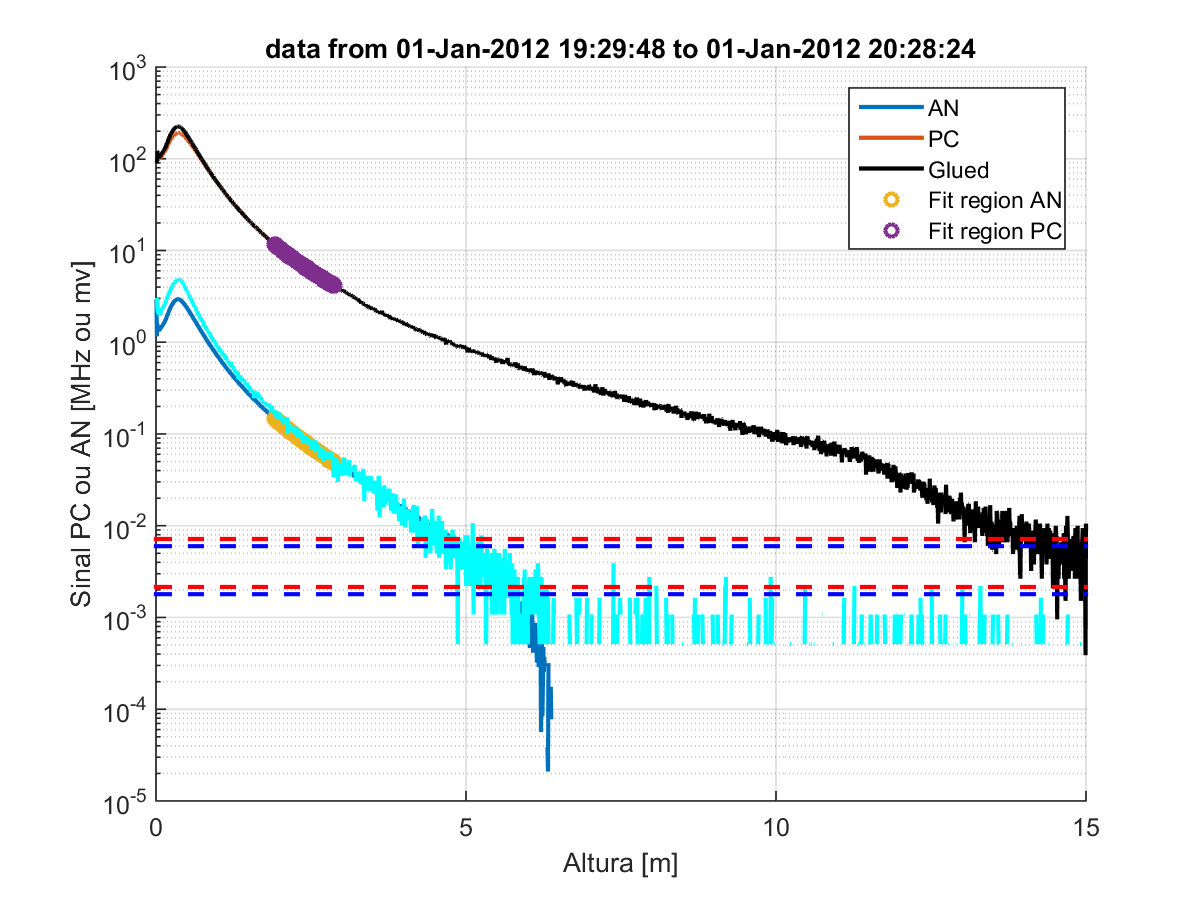 data from 01-Jan-2012 19:29:48 to 01-Jan-2012 20:28:24
Sinal PC ou AN [MHz ou mv]
10^3
10^2
10^1
10^0
10^-1
10^-2
10^-3
10^-4
10^-5
AN
PC
Glued
Fit region AN
Fit region PC
0 5 10 15
Altura [m]